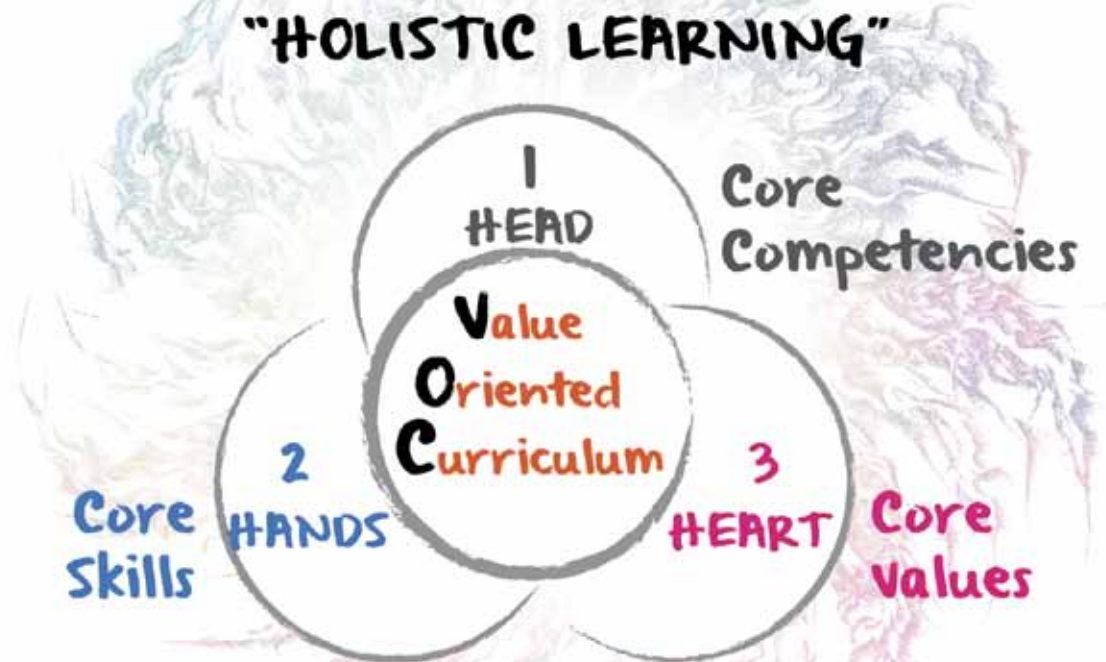 "HOLISTIC LEARNING"
1
HEAD
Core
Competencies
Value
Oriented
Curriculum
2
HANDS
Core
Skills
3
HEART
Core
Values